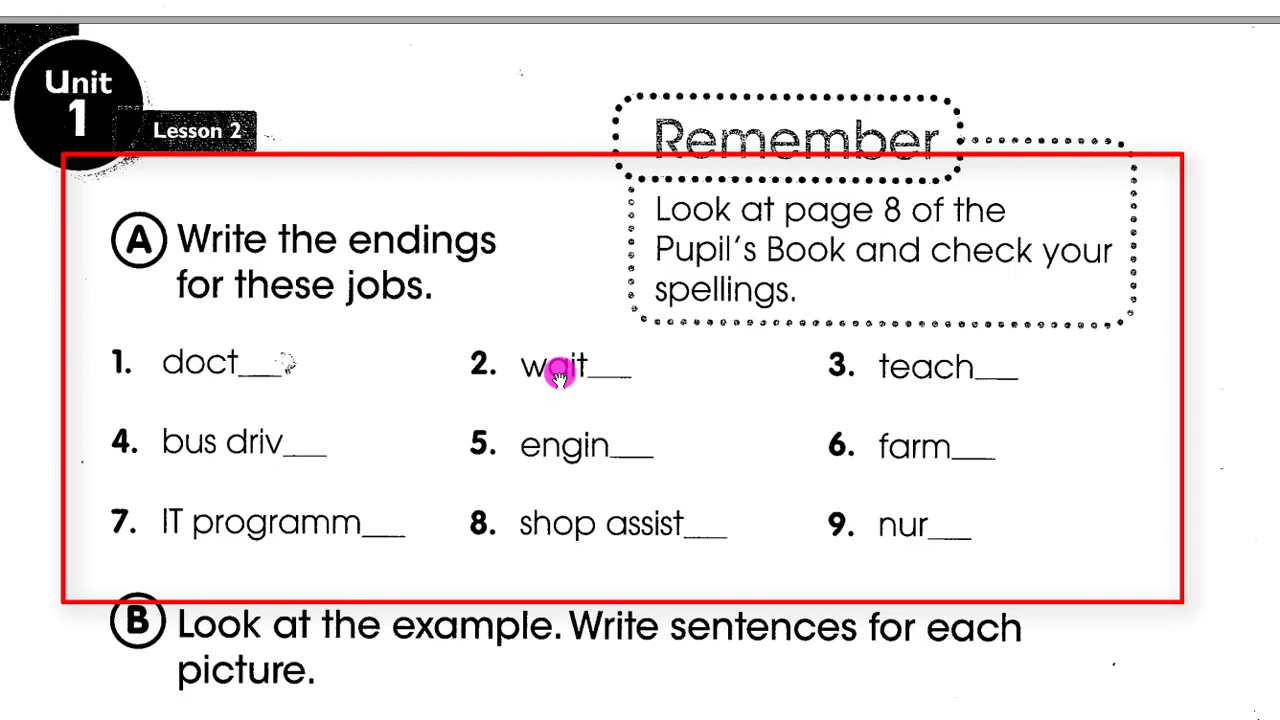 Unit
1
Lesson 2
Remember
Look at page 8 of the
Pupil's Book and check your
spellings.
A Write the endings
for these jobs.
1. doct___ 2. wait___ 3. teach___
4. bus driv___ 5. engin___ 6. farm___
7. IT programm___ 8. shop assist___ 9. nur___
B Look at the example. Write sentences for each
picture.